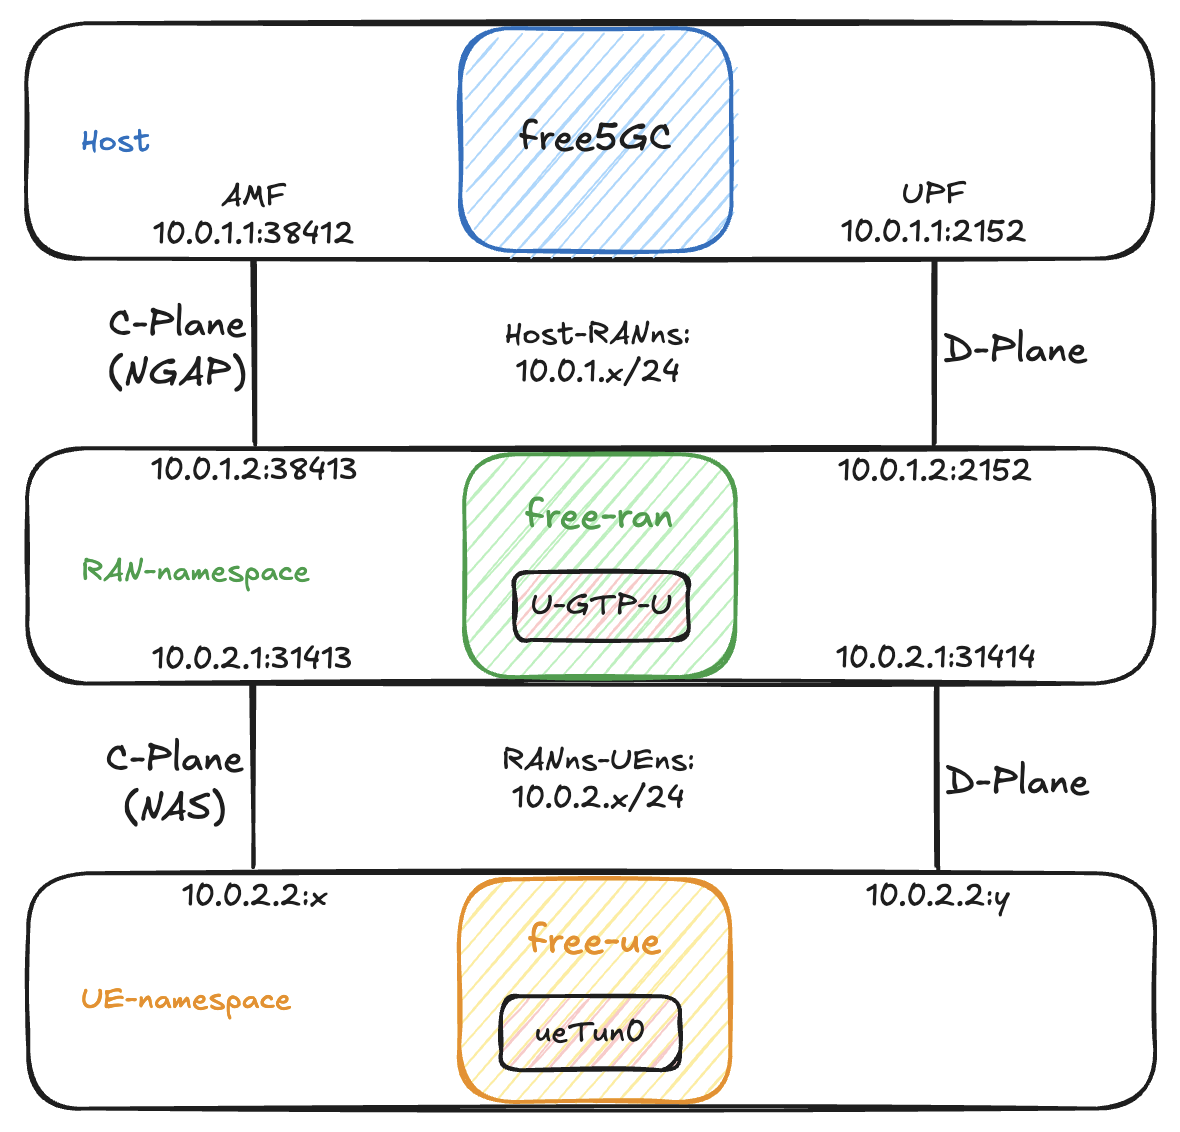 free5GC
Host
AMF
10.0.1.1:38412
UPF
10.0.1.1:2152
C-Plane
(NGAP)
Host-RANns:
10.0.1.x/24
D-Plane
10.0.1.2:38413
10.0.1.2:2152
free-ran
RAN-namespace
U-GTP-U
10.0.2.1:31413
10.0.2.1:31414
C-Plane
(NAS)
RANns-UEns:
10.0.2.x/24
D-Plane
10.0.2.2:x
10.0.2.2:y
free-ue
UE-namespace
ueTun0